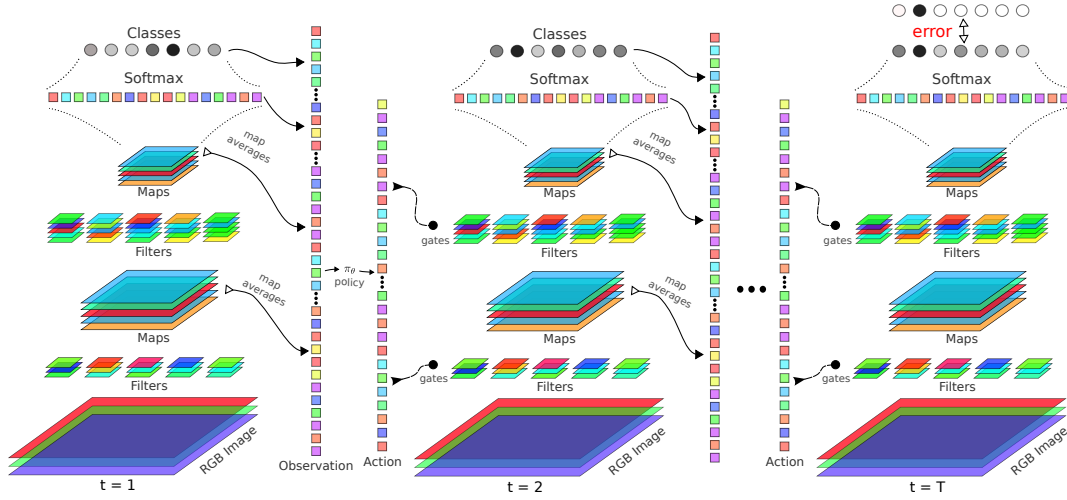 Classes
Softmax
map
averages
Maps
Filters
map
averages
Maps
Filters
RGB Image
t = 1
Observation
πθ
policy
Action
Classes
Softmax
map
averages
Maps
gates
Filters
map
averages
Maps
gates
Filters
RGB Image
t = 2
Action
error
Softmax
Maps
gates
Filters
Maps
gates
Filters
RGB Image
t = T